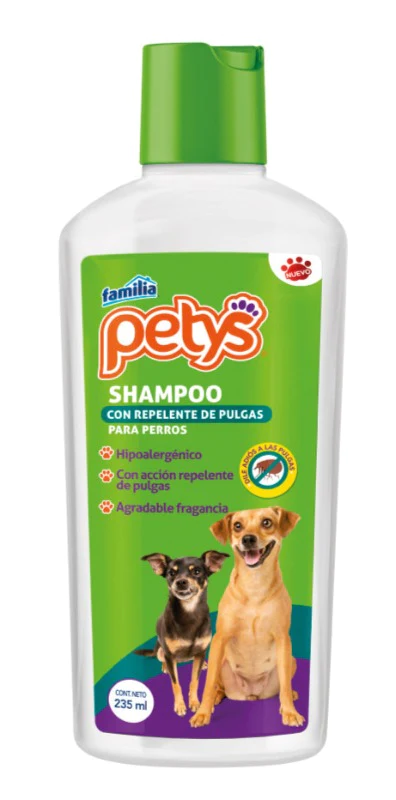 NUEVO
familia
petys
SHAMPOO
CON REPELENTE DE PULGAS
PARA PERROS
Hipoalergénico
Con acción repelente
de pulgas
Agradable fragancia
DILE ADIÓS A LAS PULGAS
CONT. NETO
235 ml